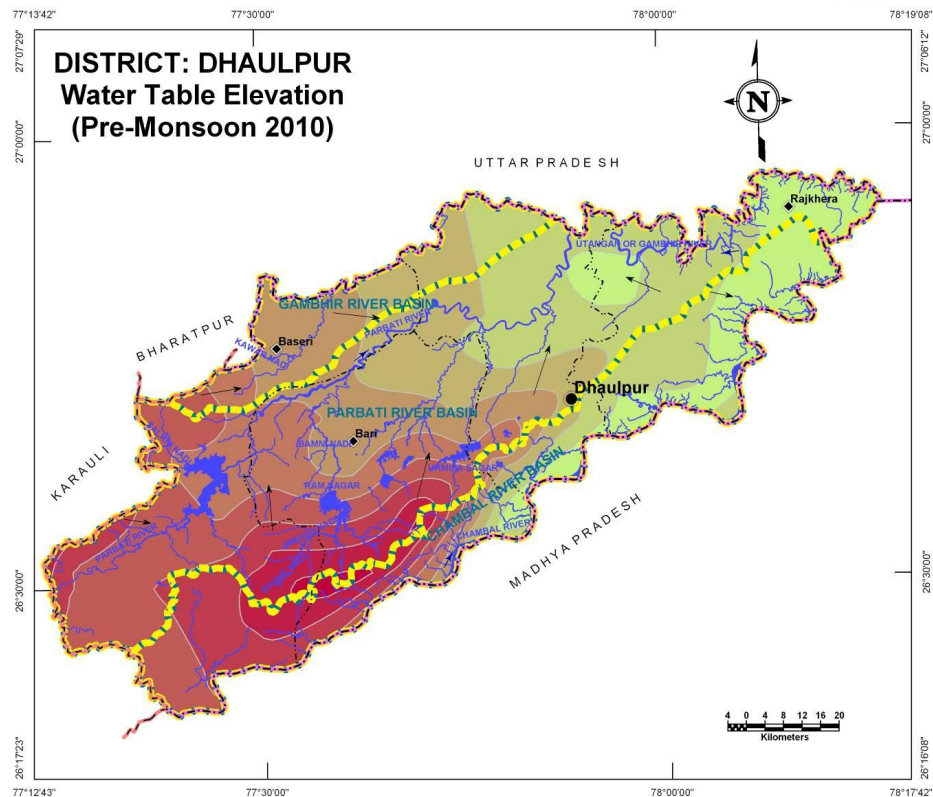 77°13'42"
77°30'00"
78°00'00"
78°19'08"
27°07'29"
27°06'12"
DISTRICT: DHAULPUR
Water Table Elevation
(Pre-Monsoon 2010)
N
27°00'00"
27°00'00"
UTTAR PRADESH
Rajkhera
UTANGAN OR GAMBHIR RIVER
GAMBHIR RIVER BASIN
PARBATI RIVER
BHARATPUR
Baseri
Dhaulpur
PARBATI RIVER BASIN
Bari
BAMNI NADI
KARAULI
URMILA SAGAR
RAM SAGAR
CHAMBAL RIVER BASIN
CHAMBAL RIVER
PARBATI RIVER
MADHYA PRADESH
26°30'00"
26°30'00"
4 0 4 8 12 16 20
Kilometers
26°17'23"
26°16'08"
77°12'43"
77°30'00"
78°00'00"
78°17'42"